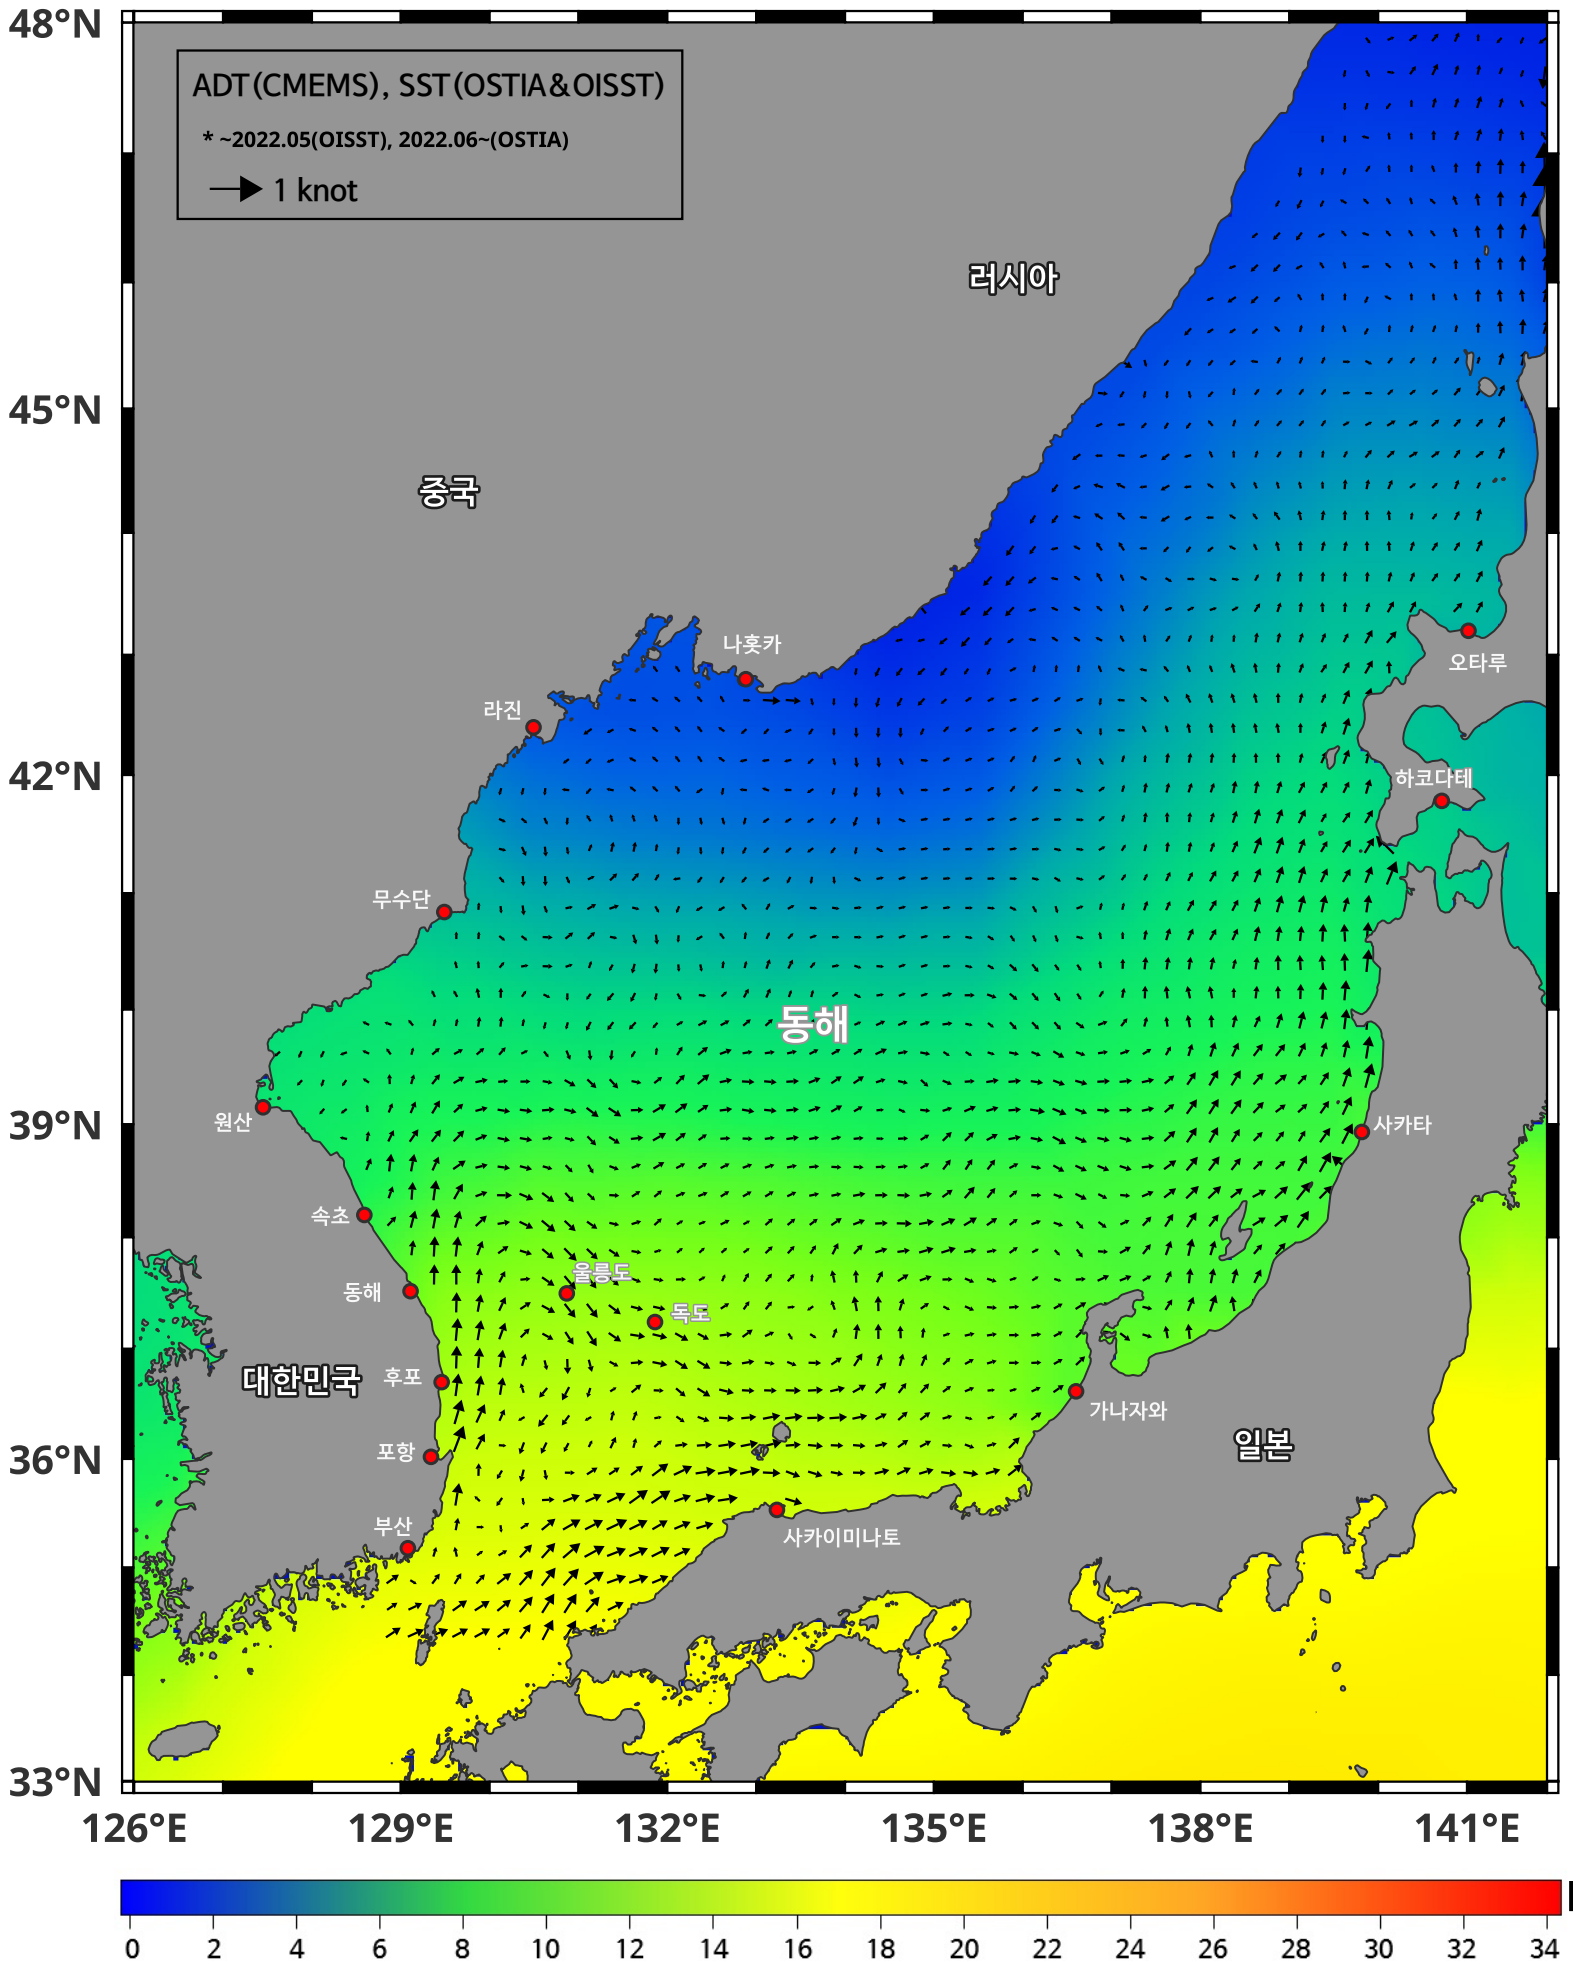 48°N
ADT(CMEMS), SST(OSTIA&OISST)
* ~2022.05(OISST), 2022.06~(OSTIA)
1 knot
러시아
45°N
중국
나홋카
오타루
라진
42°N
하코다테
무수단
동해
39°N
원산
사카타
속초
울릉도
동해
독도
대한민국
후포
가나자와
36°N
포항
일본
부산
사카이미나토
33°N
126°E 129°E 132°E 135°E 138°E 141°E
0 2 4 6 8 10 12 14 16 18 20 22 24 26 28 30 32 34